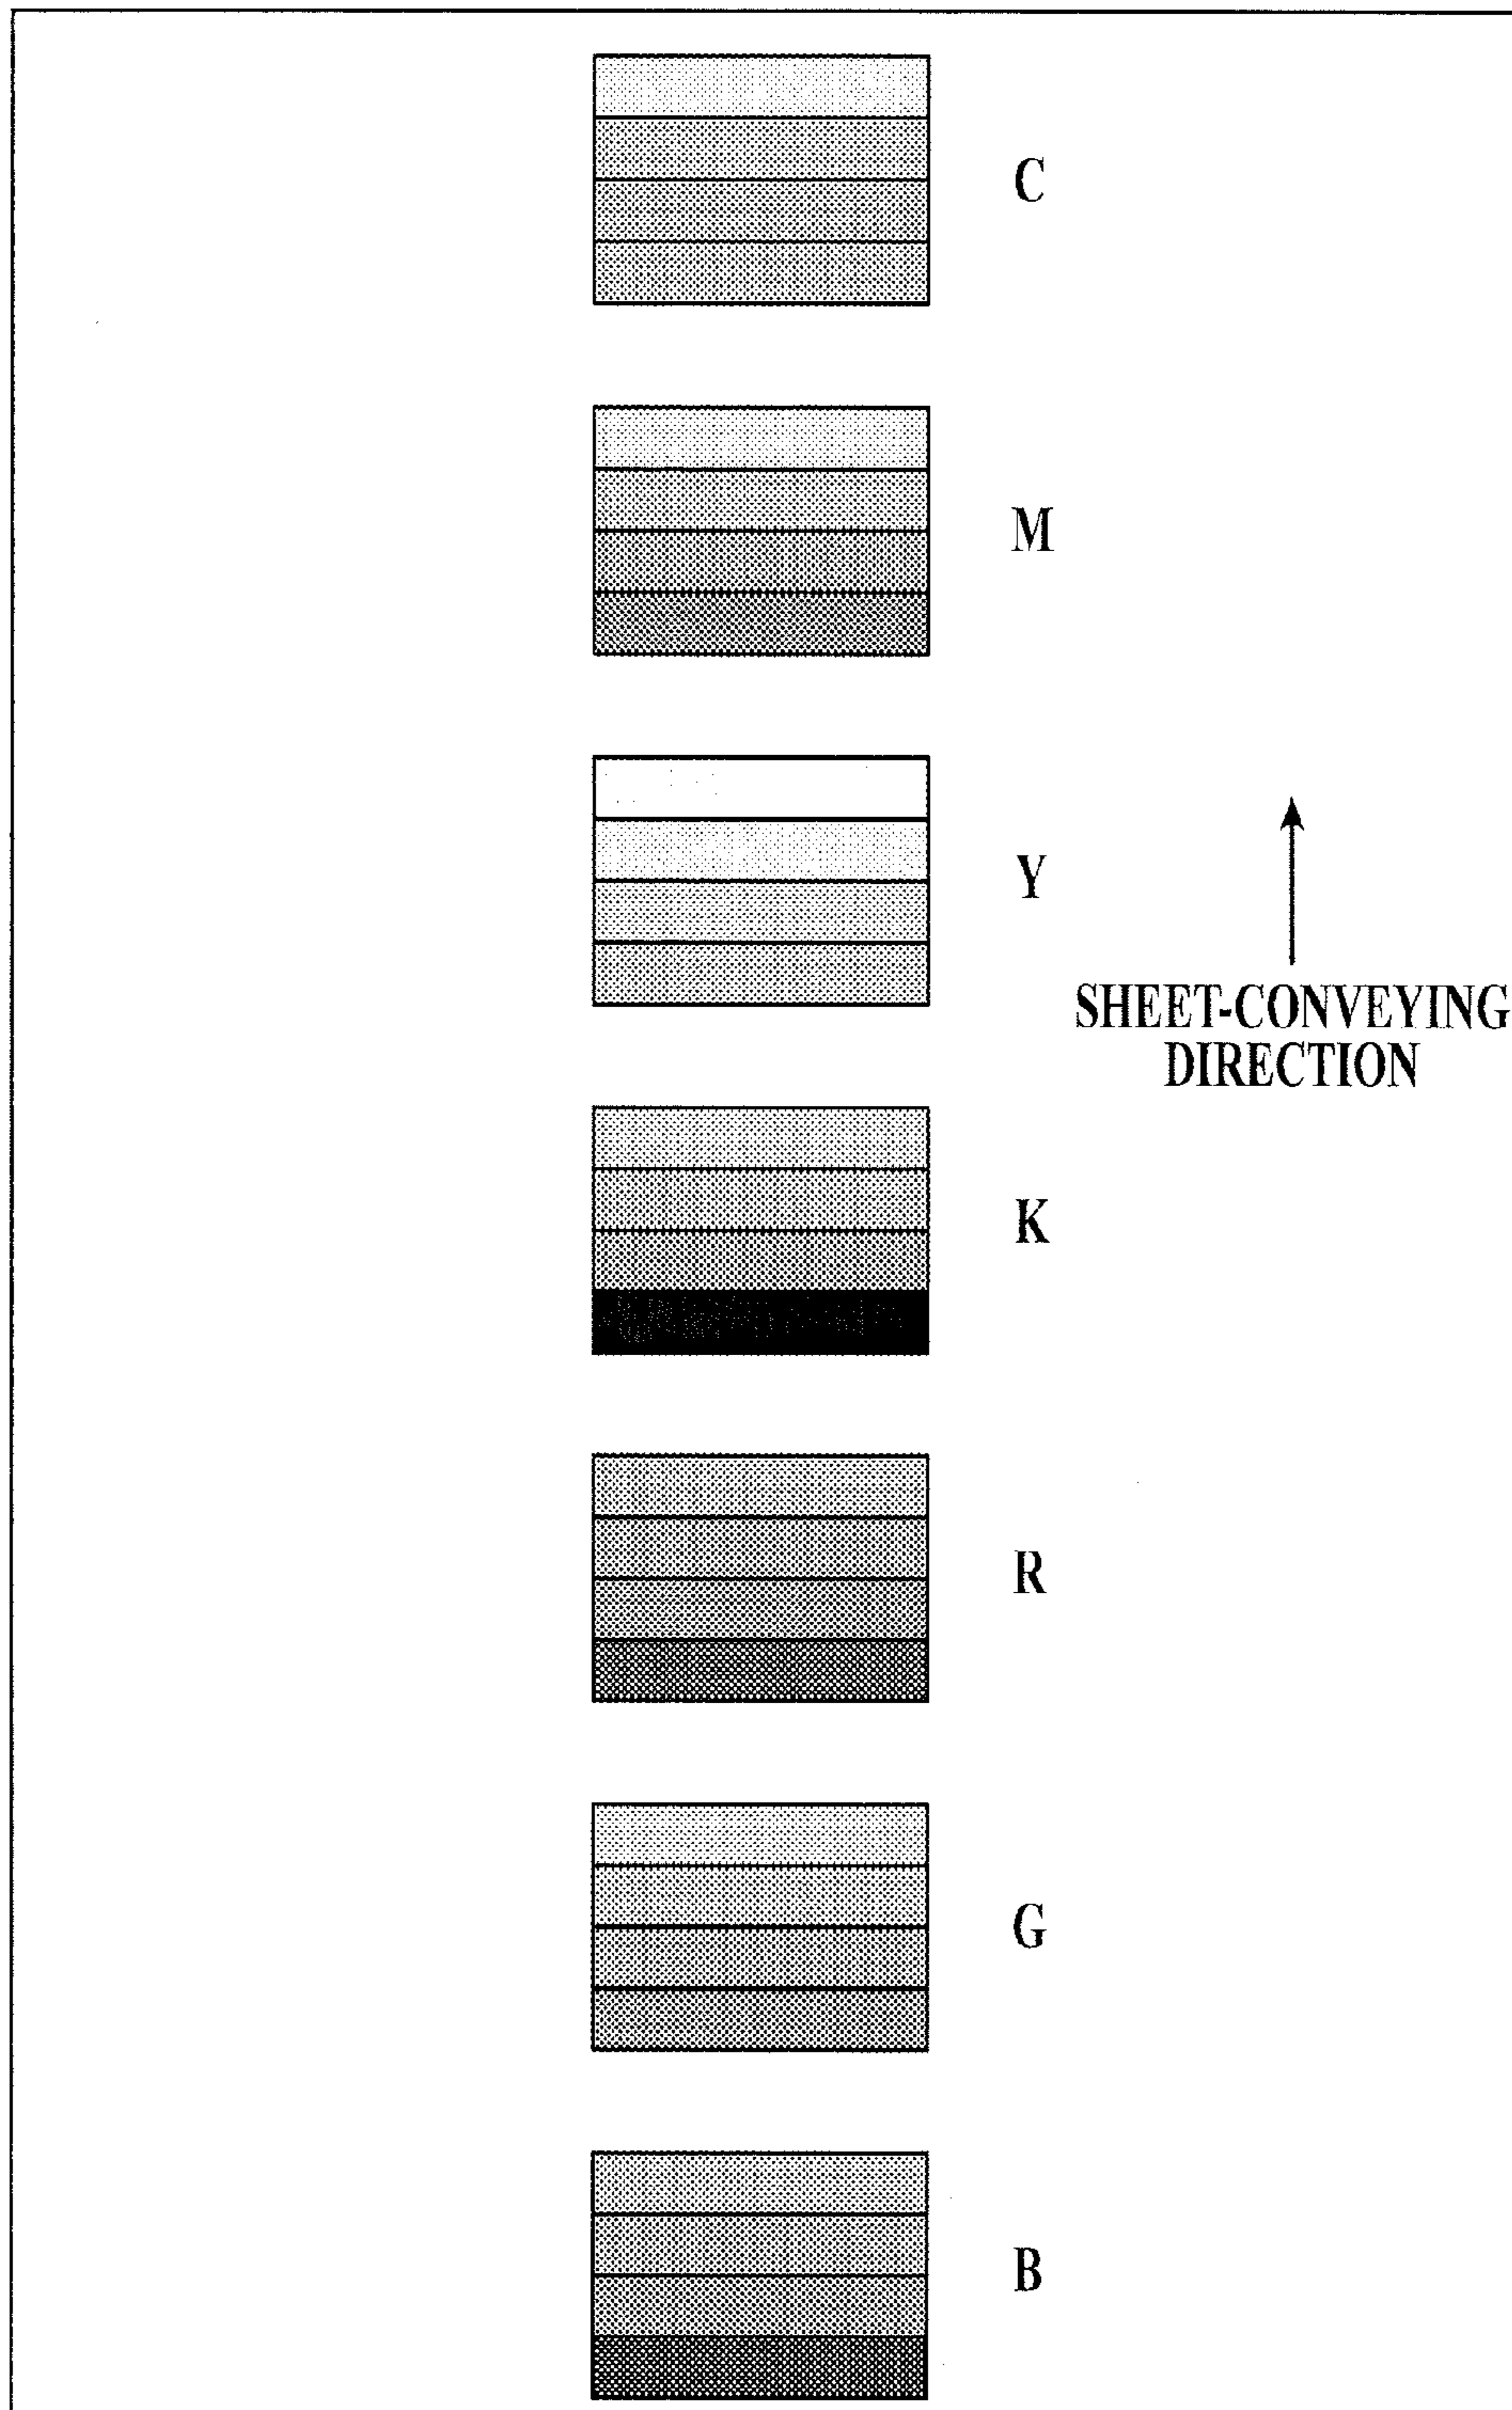 C
M
Y
SHEET-CONVEYING
DIRECTION
K
R
G
B